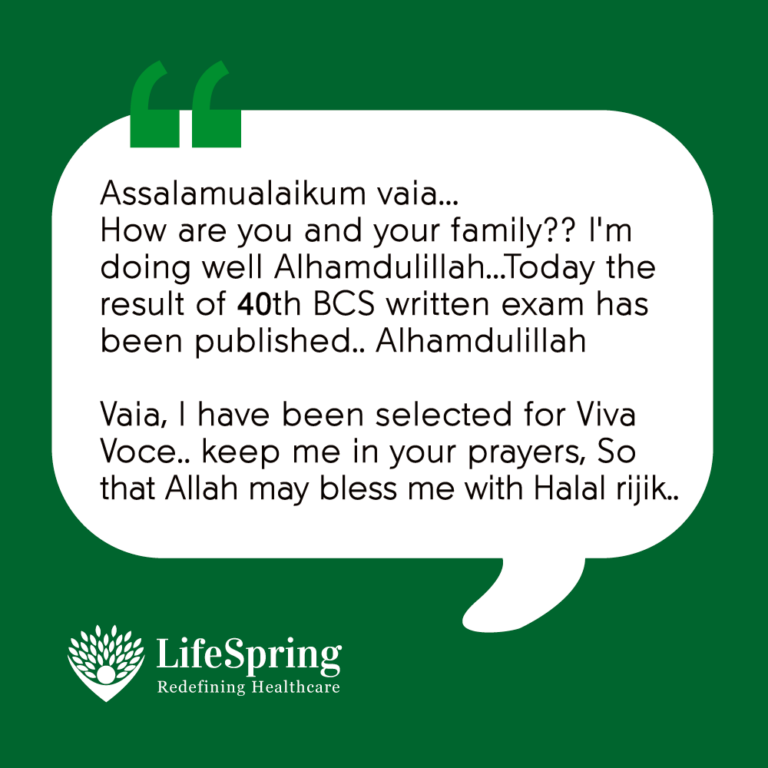 Assalamualaikum vaia...
How are you and your family?? I'm
doing well Alhamdulillah...Today the
result of 40th BCS written exam has
been published.. Alhamdulillah
Vaia, I have been selected for Viva
Voce.. keep me in your prayers, So
that Allah may bless me with Halal rijik..
LifeSpring
Redefining Healthcare